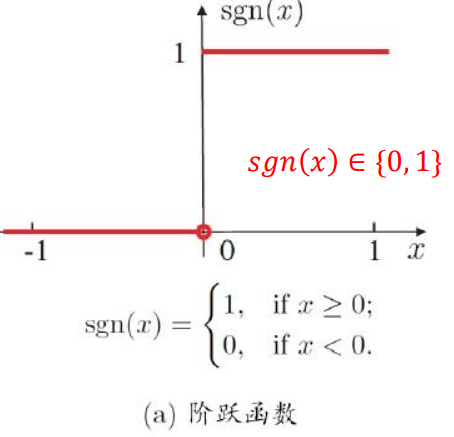 sgn(x)
1
sgn(x) ∈ {0, 1}
-1 0 1 x
sgn(x) = { 1, if x ≥ 0;
0, if x < 0.
(a) 阶跃函数